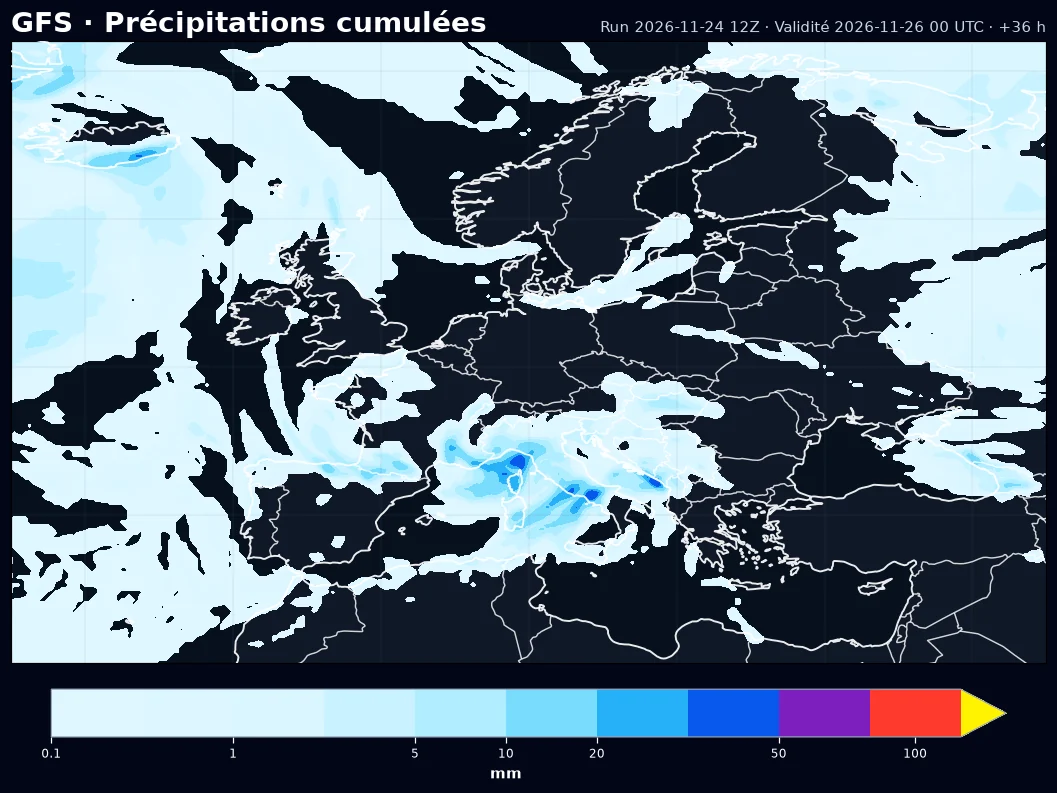 GFS · Précipitations cumulées
Run 2026-11-24 12Z · Validité 2026-11-26 00 UTC · +36 h
0.1 1 5 10 20 50 100
mm